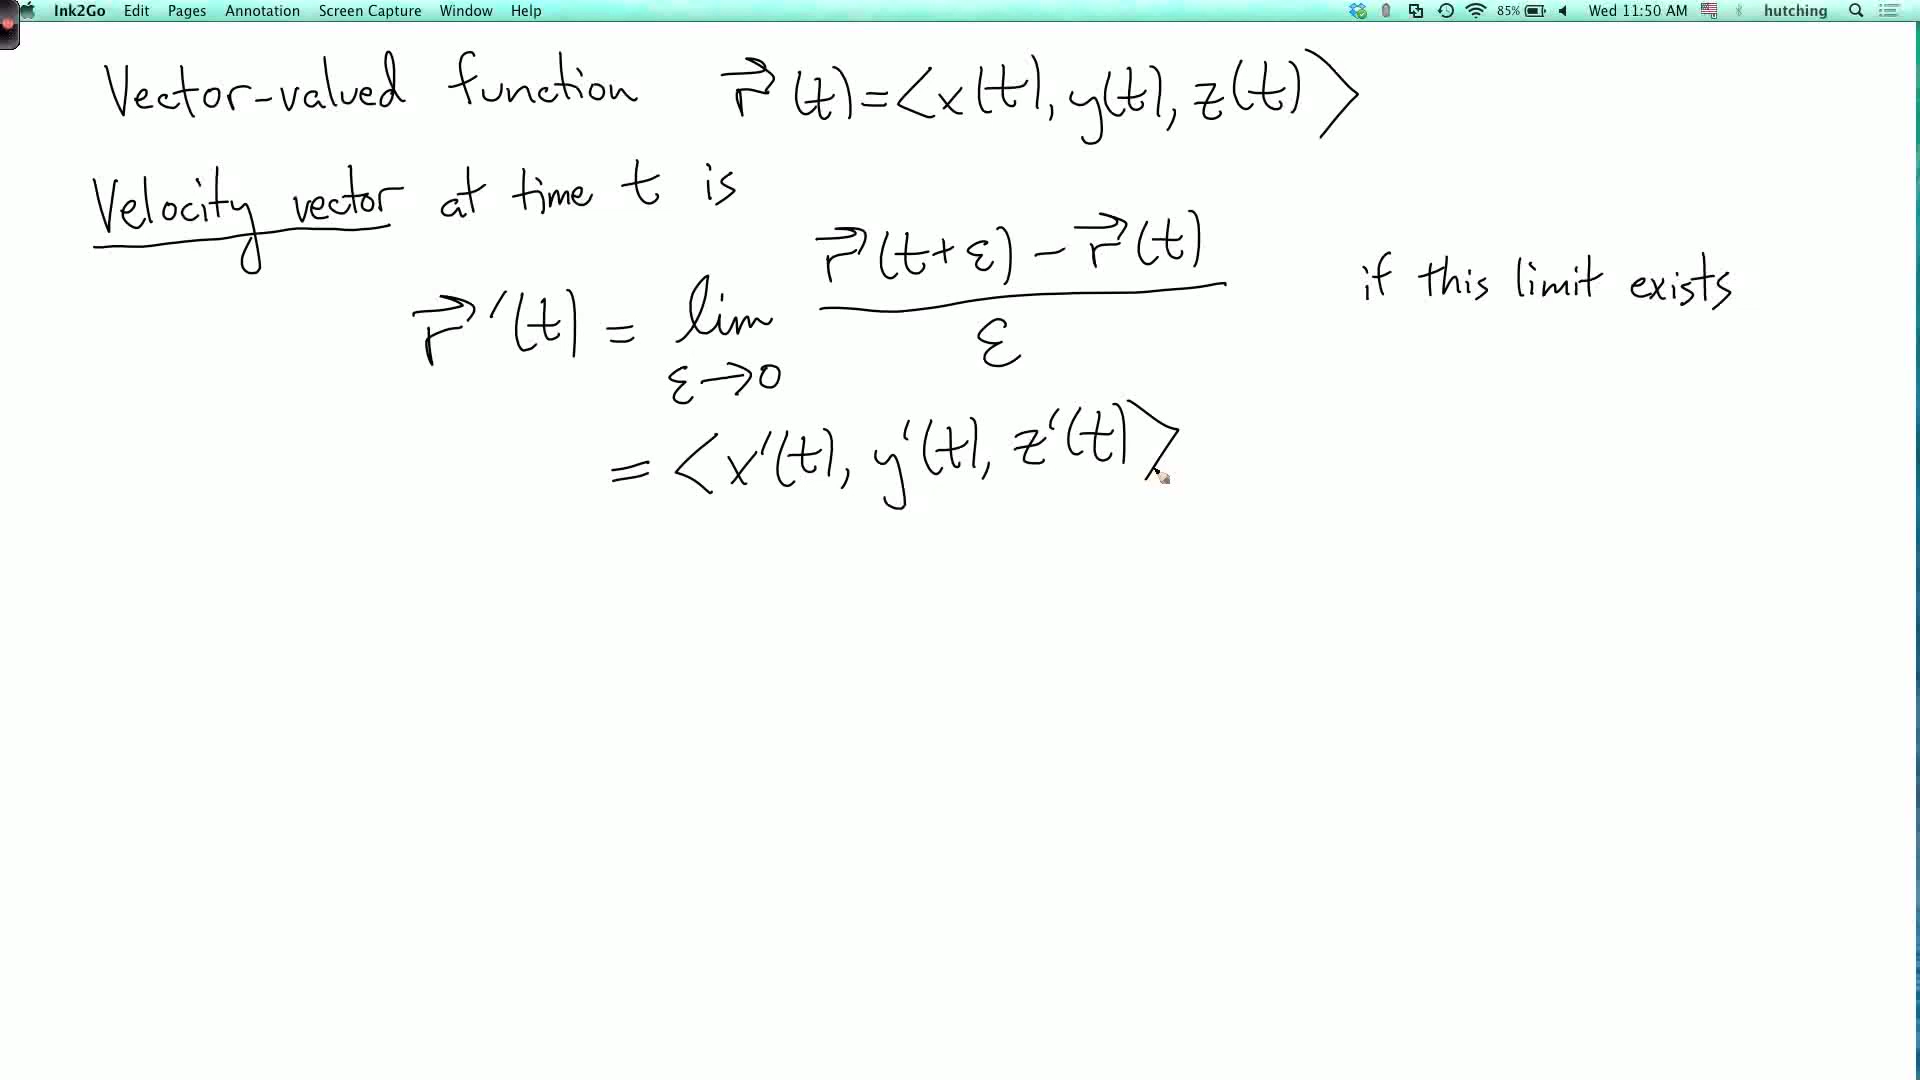 Ink2Go Edit Pages Annotation Screen Capture Window Help 85% Wed 11:50 AM hutching
Vector-valued function r⃗(t)=<x(t), y(t), z(t)>
Velocity vector at time t is
r⃗'(t) = lim ε→0 (r⃗(t+ε) - r⃗(t))/ε if this limit exists
= <x'(t), y'(t), z'(t)>